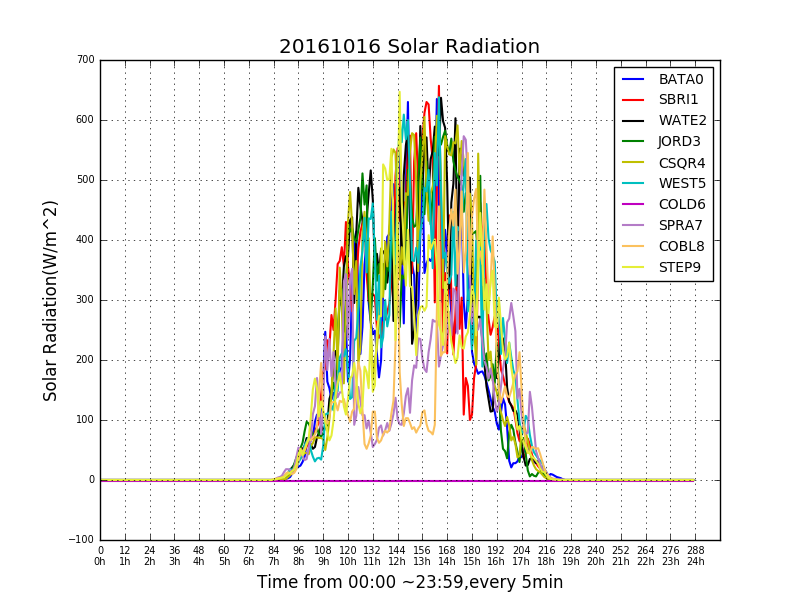 20161016 Solar Radiation
700
600
500
400
300
200
100
0
−100
Solar Radiation(W/m^2)
BATA0
SBRI1
WATE2
JORD3
CSQR4
WEST5
COLD6
SPRA7
COBL8
STEP9
0 12 24 36 48 60 72 84 96 108 120 132 144 156 168 180 192 204 216 228 240 252 264 276 288
0h 1h 2h 3h 4h 5h 6h 7h 8h 9h 10h 11h 12h 13h 14h 15h 16h 17h 18h 19h 20h 21h 22h 23h 24h
Time from 00:00 ~23:59,every 5min